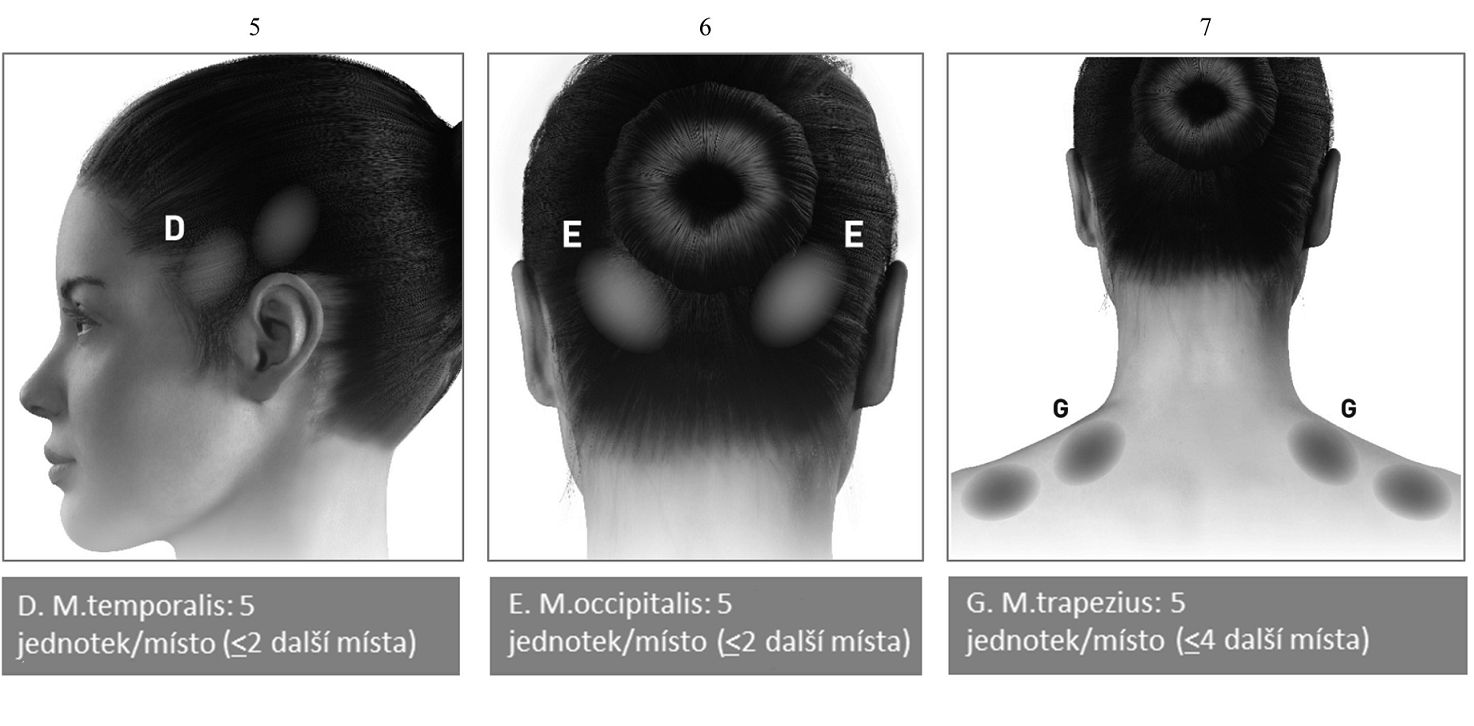 5
6
7
D
E
E
G
G
D. M.temporalis: 5
jednotek/místo (≤2 další místa)
E. M.occipitalis: 5
jednotek/místo (≤2 další místa)
G. M.trapezius: 5
jednotek/místo (≤4 další místa)